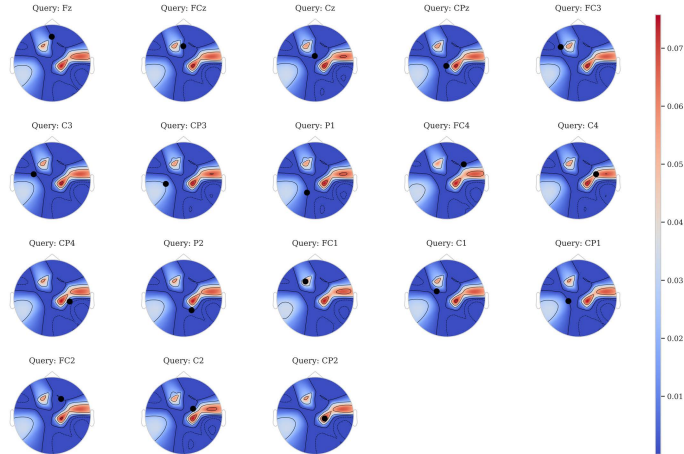 Query: Fz
Query: FCz
Query: Cz
Query: CPz
Query: FC3
Query: C3
Query: CP3
Query: P1
Query: FC4
Query: C4
Query: CP4
Query: P2
Query: FC1
Query: C1
Query: CP1
Query: FC2
Query: C2
Query: CP2
0.07
0.06
0.05
0.04
0.03
0.02
0.01